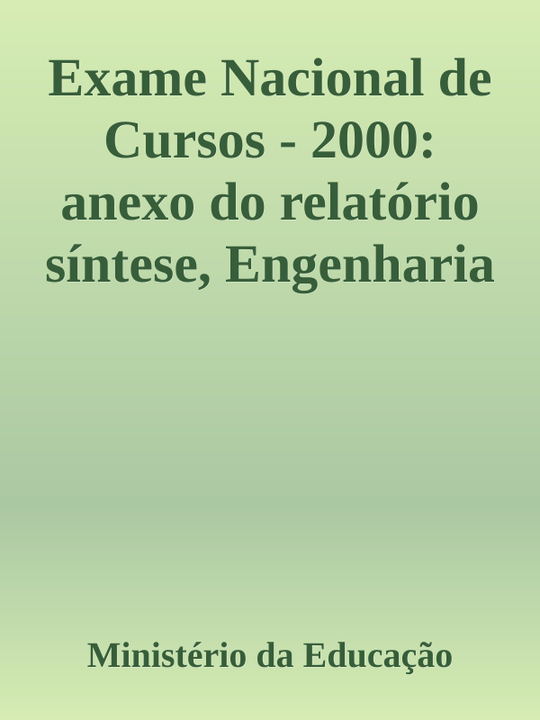 Exame Nacional de
Cursos - 2000:
anexo do relatório
síntese, Engenharia
Ministério da Educação